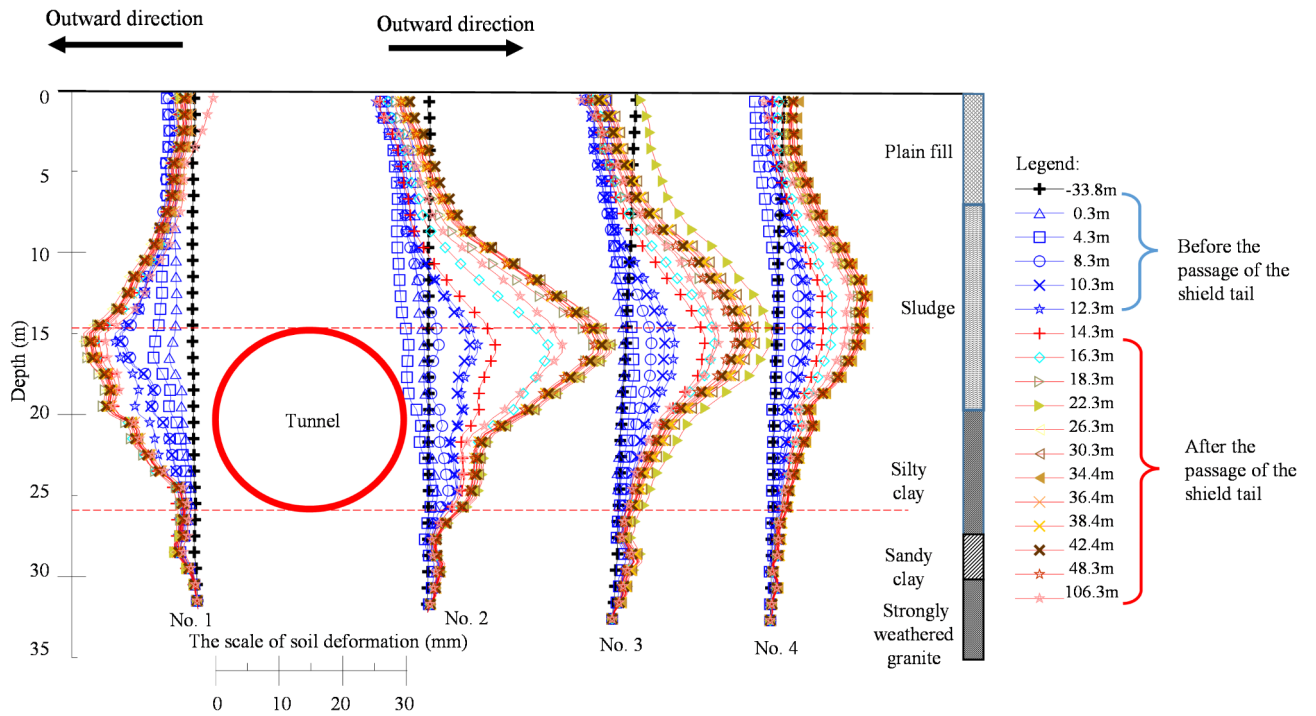 Outward direction
Outward direction
0
5
10
15
20
25
30
35
Depth (m)
Tunnel
No. 1
No. 2
No. 3
No. 4
The scale of soil deformation (mm)
0
10
20
30
Plain fill
Sludge
Silty
clay
Sandy
clay
Strongly
weathered
granite
Legend:
-33.8m
0.3m
4.3m
8.3m
10.3m
12.3m
14.3m
16.3m
18.3m
22.3m
26.3m
30.3m
34.4m
36.4m
38.4m
42.4m
48.3m
106.3m
Before the
passage of the
shield tail
After the
passage of the
shield tail